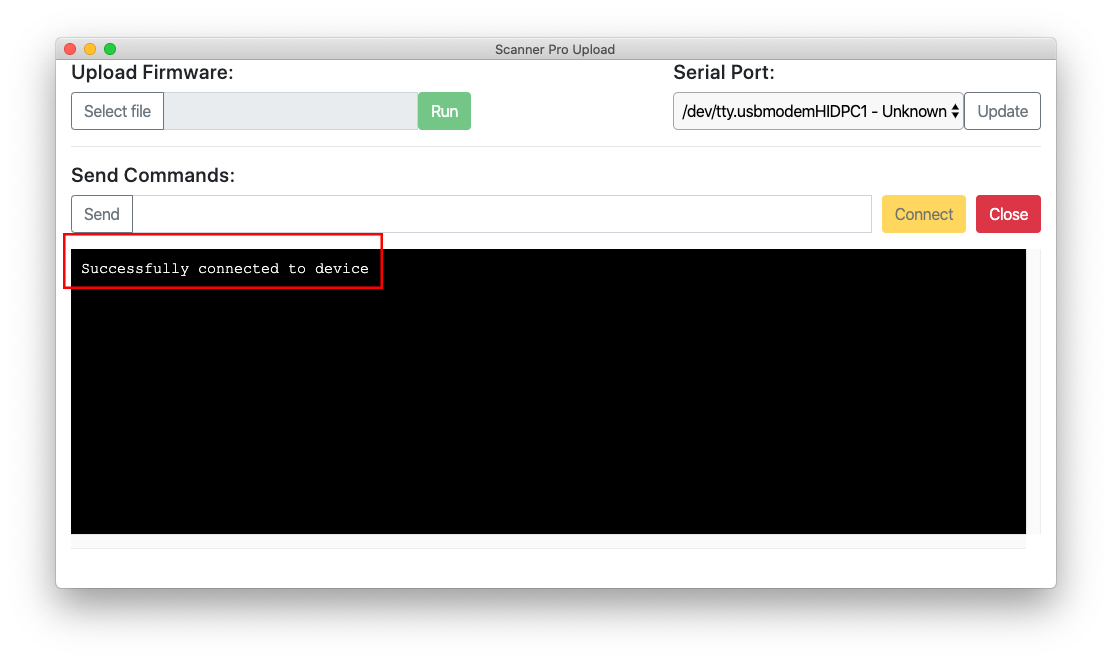 Scanner Pro Upload
Upload Firmware:
Serial Port:
Select file
Run
/dev/tty.usbmodemHIDPC1 - Unknown
Update
Send Commands:
Send
Connect
Close
Successfully connected to device